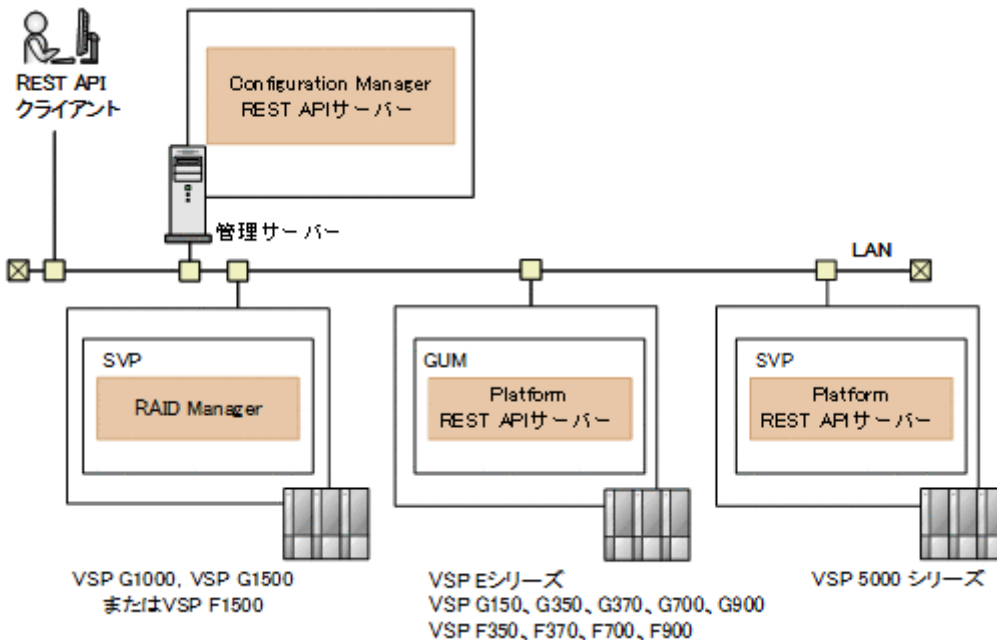 REST API
クライアント
Configuration Manager
REST APIサーバー
管理サーバー
LAN
SVP
RAID Manager
GUM
Platform
REST APIサーバー
SVP
Platform
REST APIサーバー
VSP G1000, VSP G1500
またはVSP F1500
VSP Eシリーズ
VSP G150、G350、G370、G700、G900
VSP F350、F370、F700、F900
VSP 5000 シリーズ